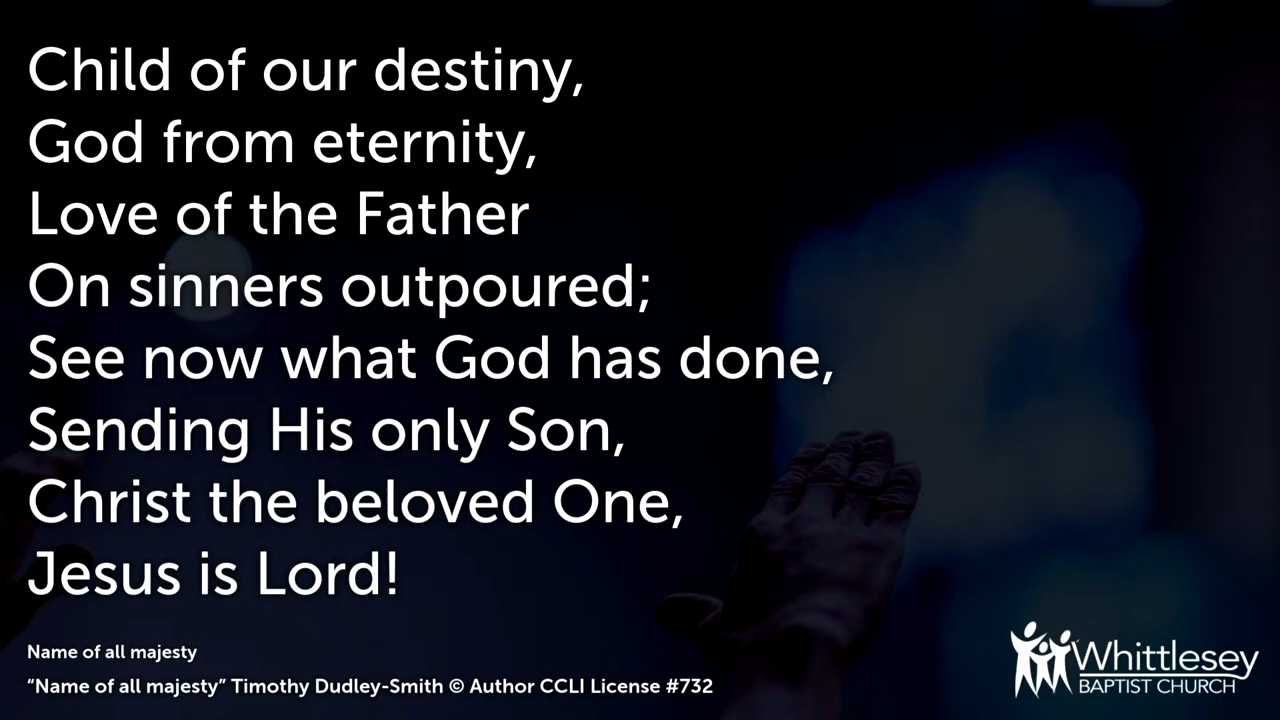 Child of our destiny,
God from eternity,
Love of the Father
On sinners outpoured;
See now what God has done,
Sending His only Son,
Christ the beloved One,
Jesus is Lord!
Name of all majesty
“Name of all majesty” Timothy Dudley-Smith © Author CCLI License #732
Whittlesey
BAPTIST CHURCH